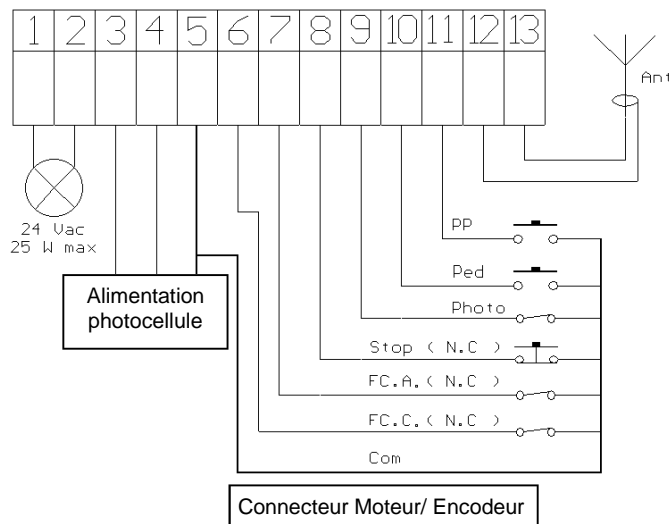 1 2 3 4 5 6 7 8 9 10 11 12 13
Ant
24 Vac
25 W max
PP
Alimentation
photocellule
Ped
Photo
Stop ( N.C )
FC.A. ( N.C )
FC.C. ( N.C )
Com
Connecteur Moteur/ Encodeur